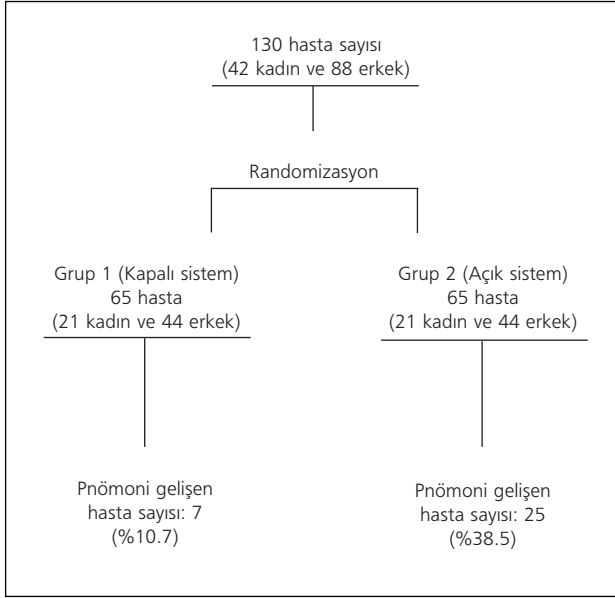 130 hasta sayısı
(42 kadın ve 88 erkek)
Randomizasyon
Grup 1 (Kapalı sistem)
65 hasta
(21 kadın ve 44 erkek)
Grup 2 (Açık sistem)
65 hasta
(21 kadın ve 44 erkek)
Pnömoni gelişen
hasta sayısı: 7
(%10.7)
Pnömoni gelişen
hasta sayısı: 25
(%38.5)